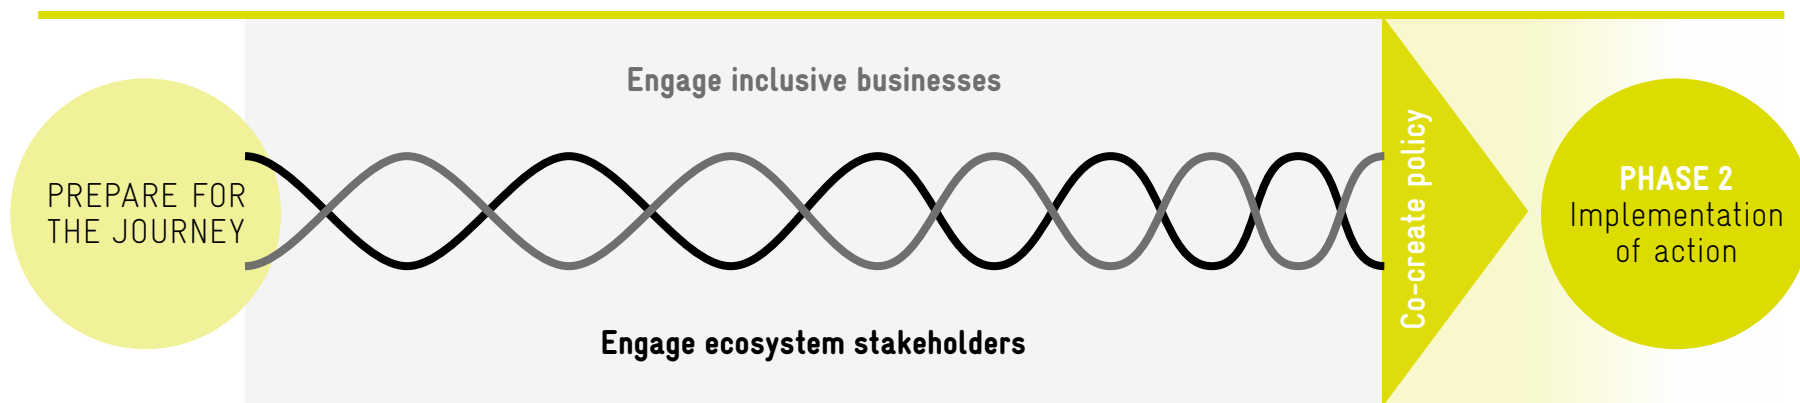 Engage inclusive businesses
PREPARE FOR
THE JOURNEY
Engage ecosystem stakeholders
Co-create policy
PHASE 2
Implementation
of action